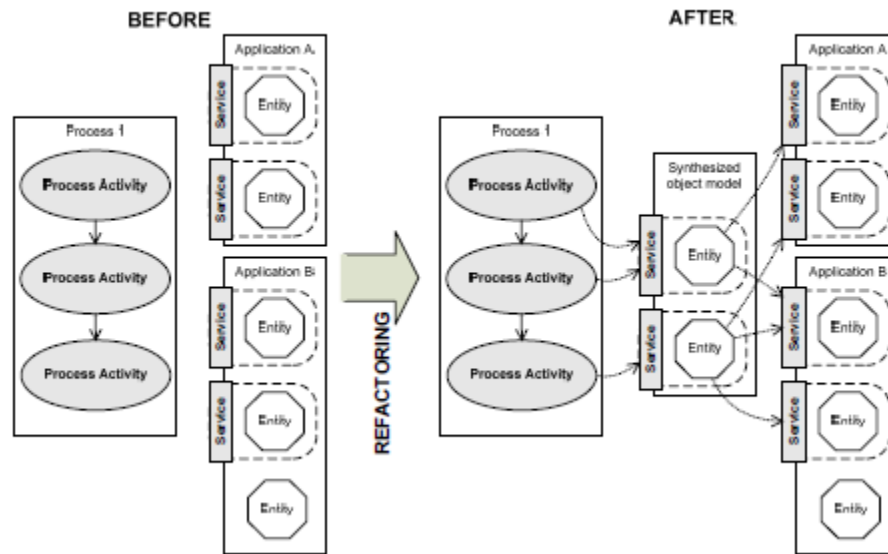 BEFORE
AFTER
Application A
Service
Entity
Service
Entity
Process 1
Process Activity
Process Activity
Process Activity
Application B
Service
Entity
Service
Entity
Entity
REFACTORING
Process 1
Process Activity
Process Activity
Process Activity
Synthesized
object model
Service
Entity
Service
Entity
Application A
Service
Entity
Service
Entity
Application B
Service
Entity
Service
Entity
Entity